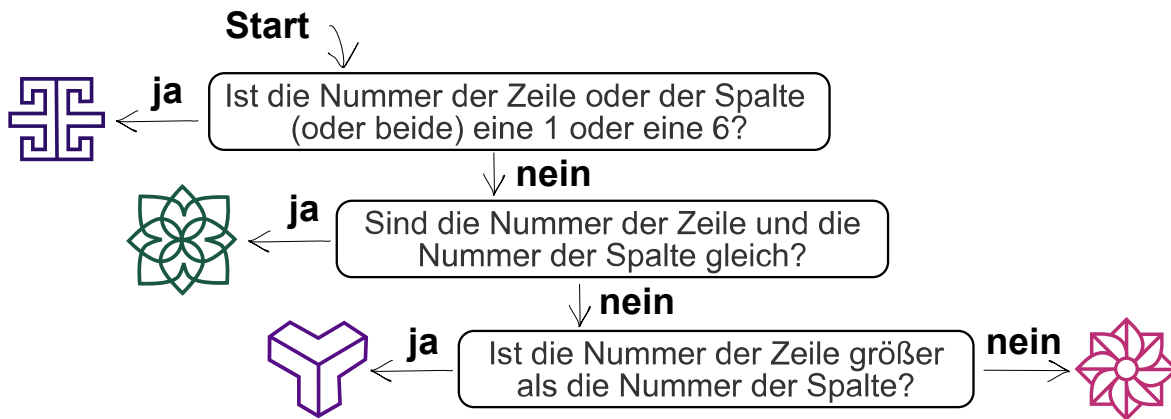 Start
ja
Ist die Nummer der Zeile oder der Spalte
(oder beide) eine 1 oder eine 6?
nein
ja
Sind die Nummer der Zeile und die
Nummer der Spalte gleich?
nein
ja
Ist die Nummer der Zeile größer
als die Nummer der Spalte?
nein